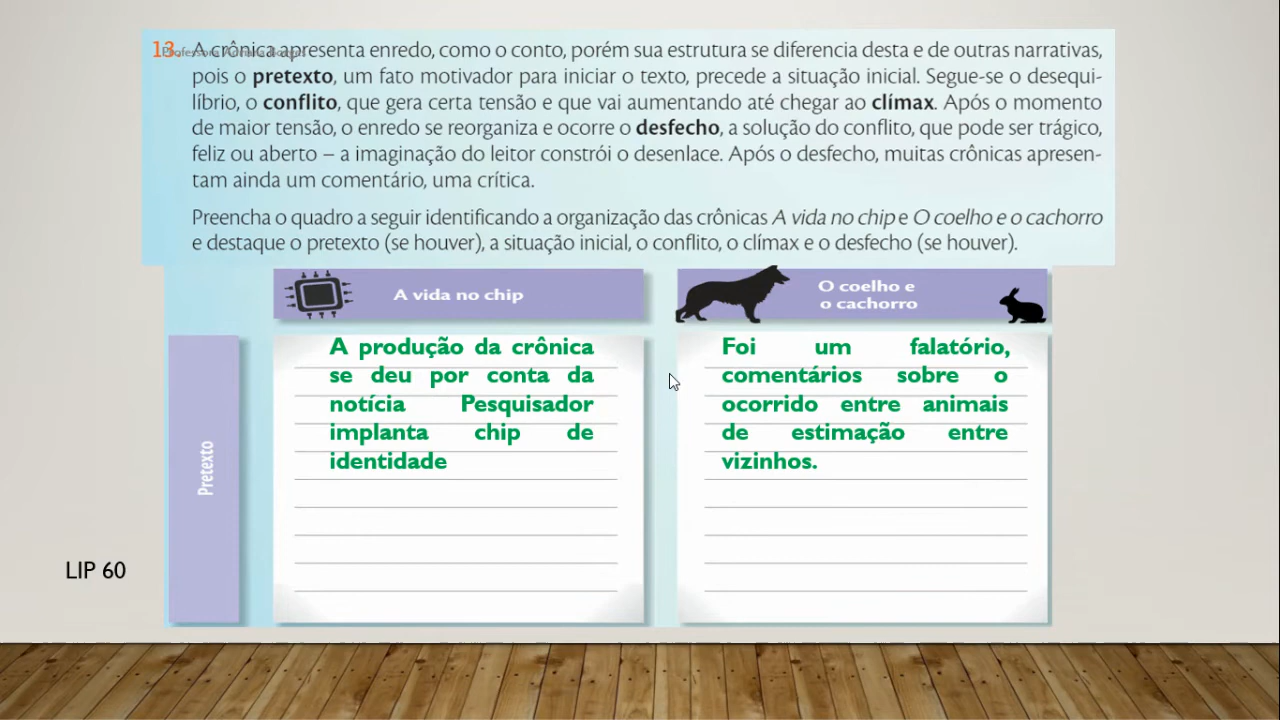 Professora Adriana Borges
13. A crônica apresenta enredo, como o conto, porém sua estrutura se diferencia desta e de outras narrativas,
pois o pretexto, um fato motivador para iniciar o texto, precede a situação inicial. Segue-se o desequi-
líbrio, o conflito, que gera certa tensão e que vai aumentando até chegar ao clímax. Após o momento
de maior tensão, o enredo se reorganiza e ocorre o desfecho, a solução do conflito, que pode ser trágico,
feliz ou aberto – a imaginação do leitor constrói o desenlace. Após o desfecho, muitas crônicas apresen-
tam ainda um comentário, uma crítica.
Preencha o quadro a seguir identificando a organização das crônicas A vida no chip e O coelho e o cachorro
e destaque o pretexto (se houver), a situação inicial, o conflito, o clímax e o desfecho (se houver).
A vida no chip
O coelho e
o cachorro
Pretexto
A produção da crônica
se deu por conta da
notícia Pesquisador
implanta chip de
identidade
Foi um falatório,
comentários sobre o
ocorrido entre animais
de estimação entre
vizinhos.
LIP 60